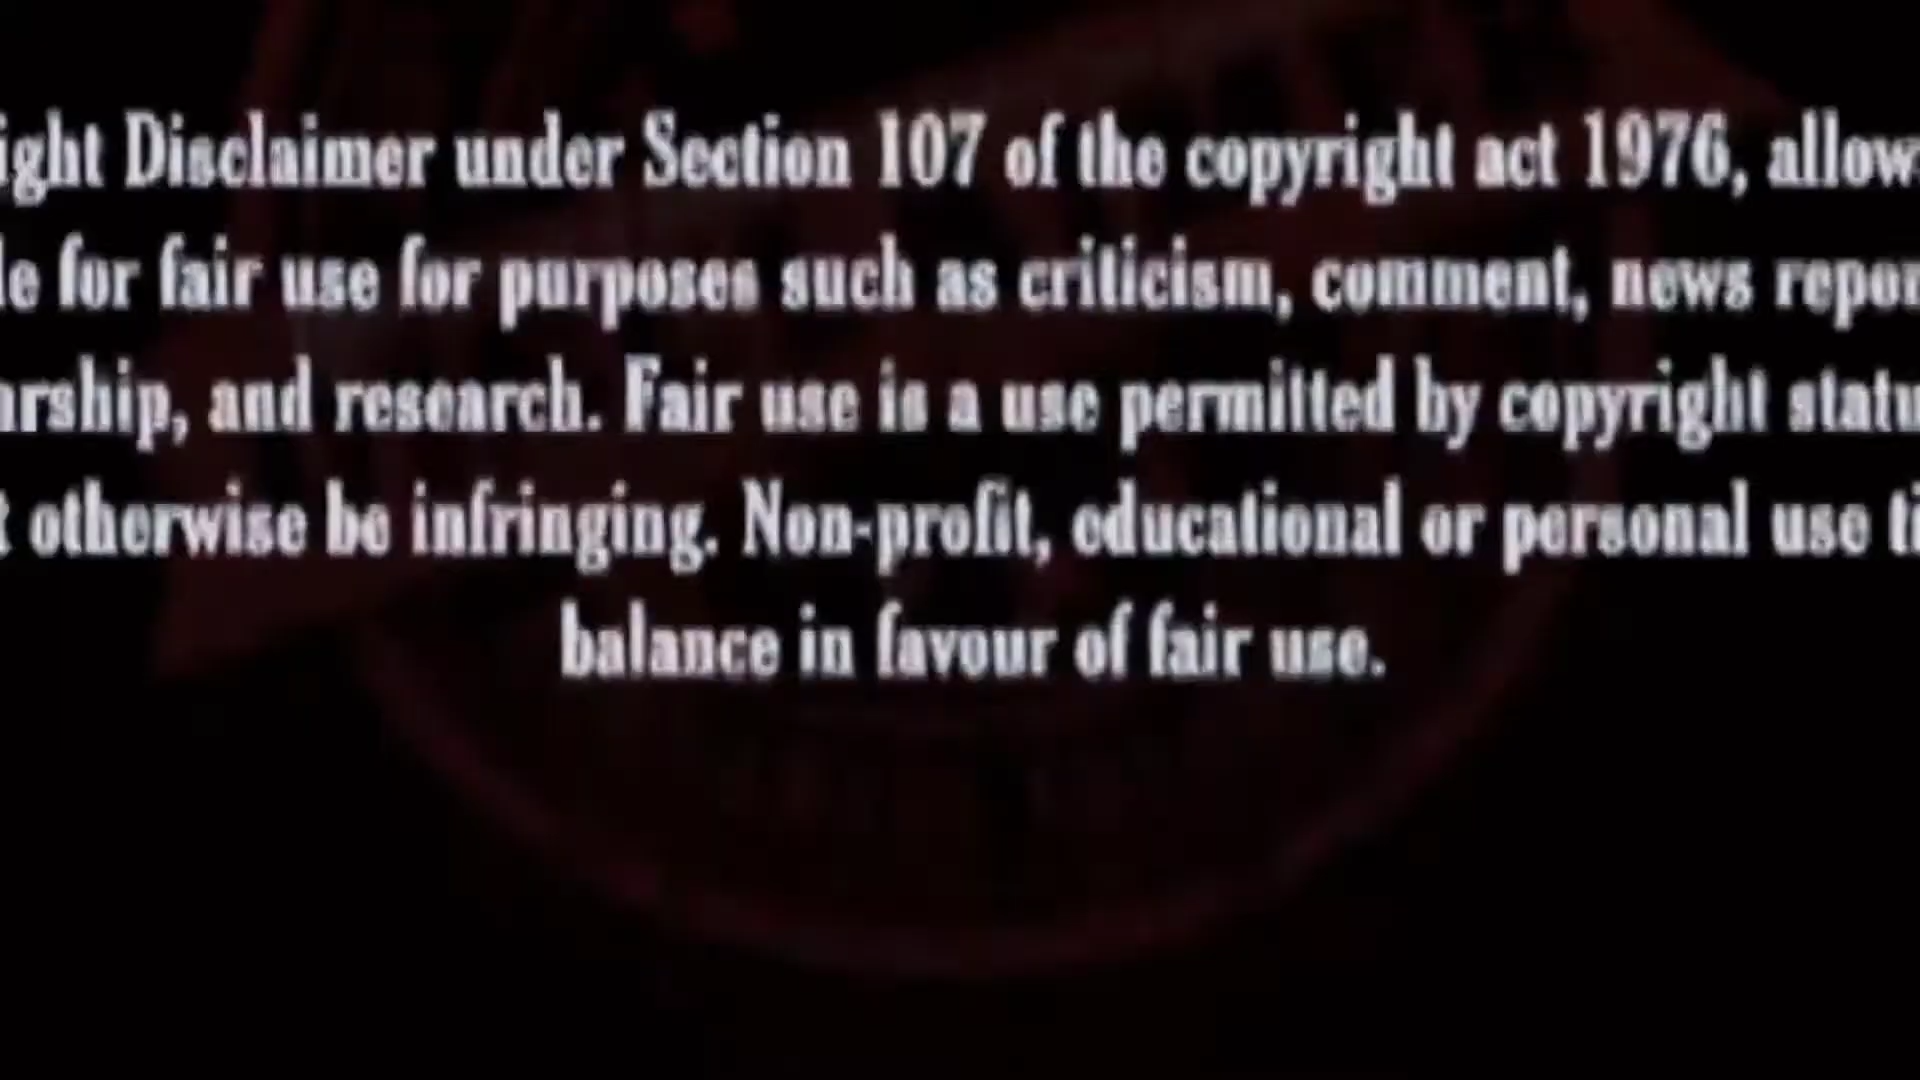 ight Disclaimer under Section 107 of the copyright act 1976, allow
le for fair use for purposes such as criticism, comment, news repor
arship, and research. Fair use is a use permitted by copyright statu
t otherwise be infringing. Non-profit, educational or personal use ti
balance in favour of fair use.